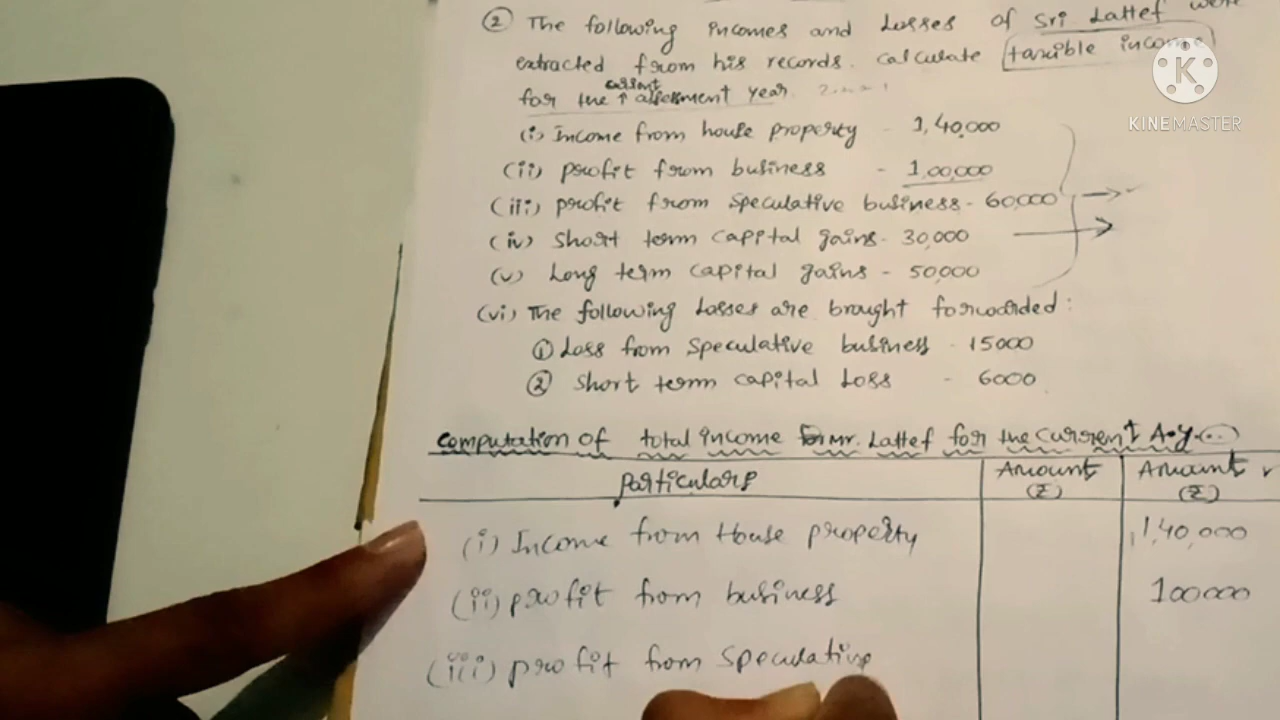 ② The following incomes and Losses of Sri Lattef were
extracted from his records. calculate taxible income
for the ↑ assessment year.
(i) Income from house property - 1,40,000
(ii) profit from business - 1,00,000
(iii) profit from speculative business - 60,000
(iv) Short term capital gains - 30,000
(v) Long term capital gains - 50,000
(vi) The following Losses are brought forwarded :
① Loss from speculative business - 15000
② Short term capital Loss - 6000
computation of total income for Mr. Lattef for the current A.y...
particulars Amount (₹) Amount (₹)
(i) Income from House property 1,40,000
(ii) profit from business 100000
(iii) profit from speculative
K
KINEMASTER